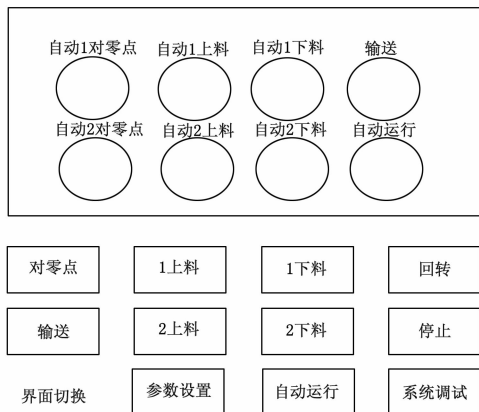 自动1对零点 自动1上料 自动1下料 输送
自动2对零点 自动2上料 自动2下料 自动运行
对零点 1上料 1下料 回转
输送 2上料 2下料 停止
界面切换 参数设置 自动运行 系统调试